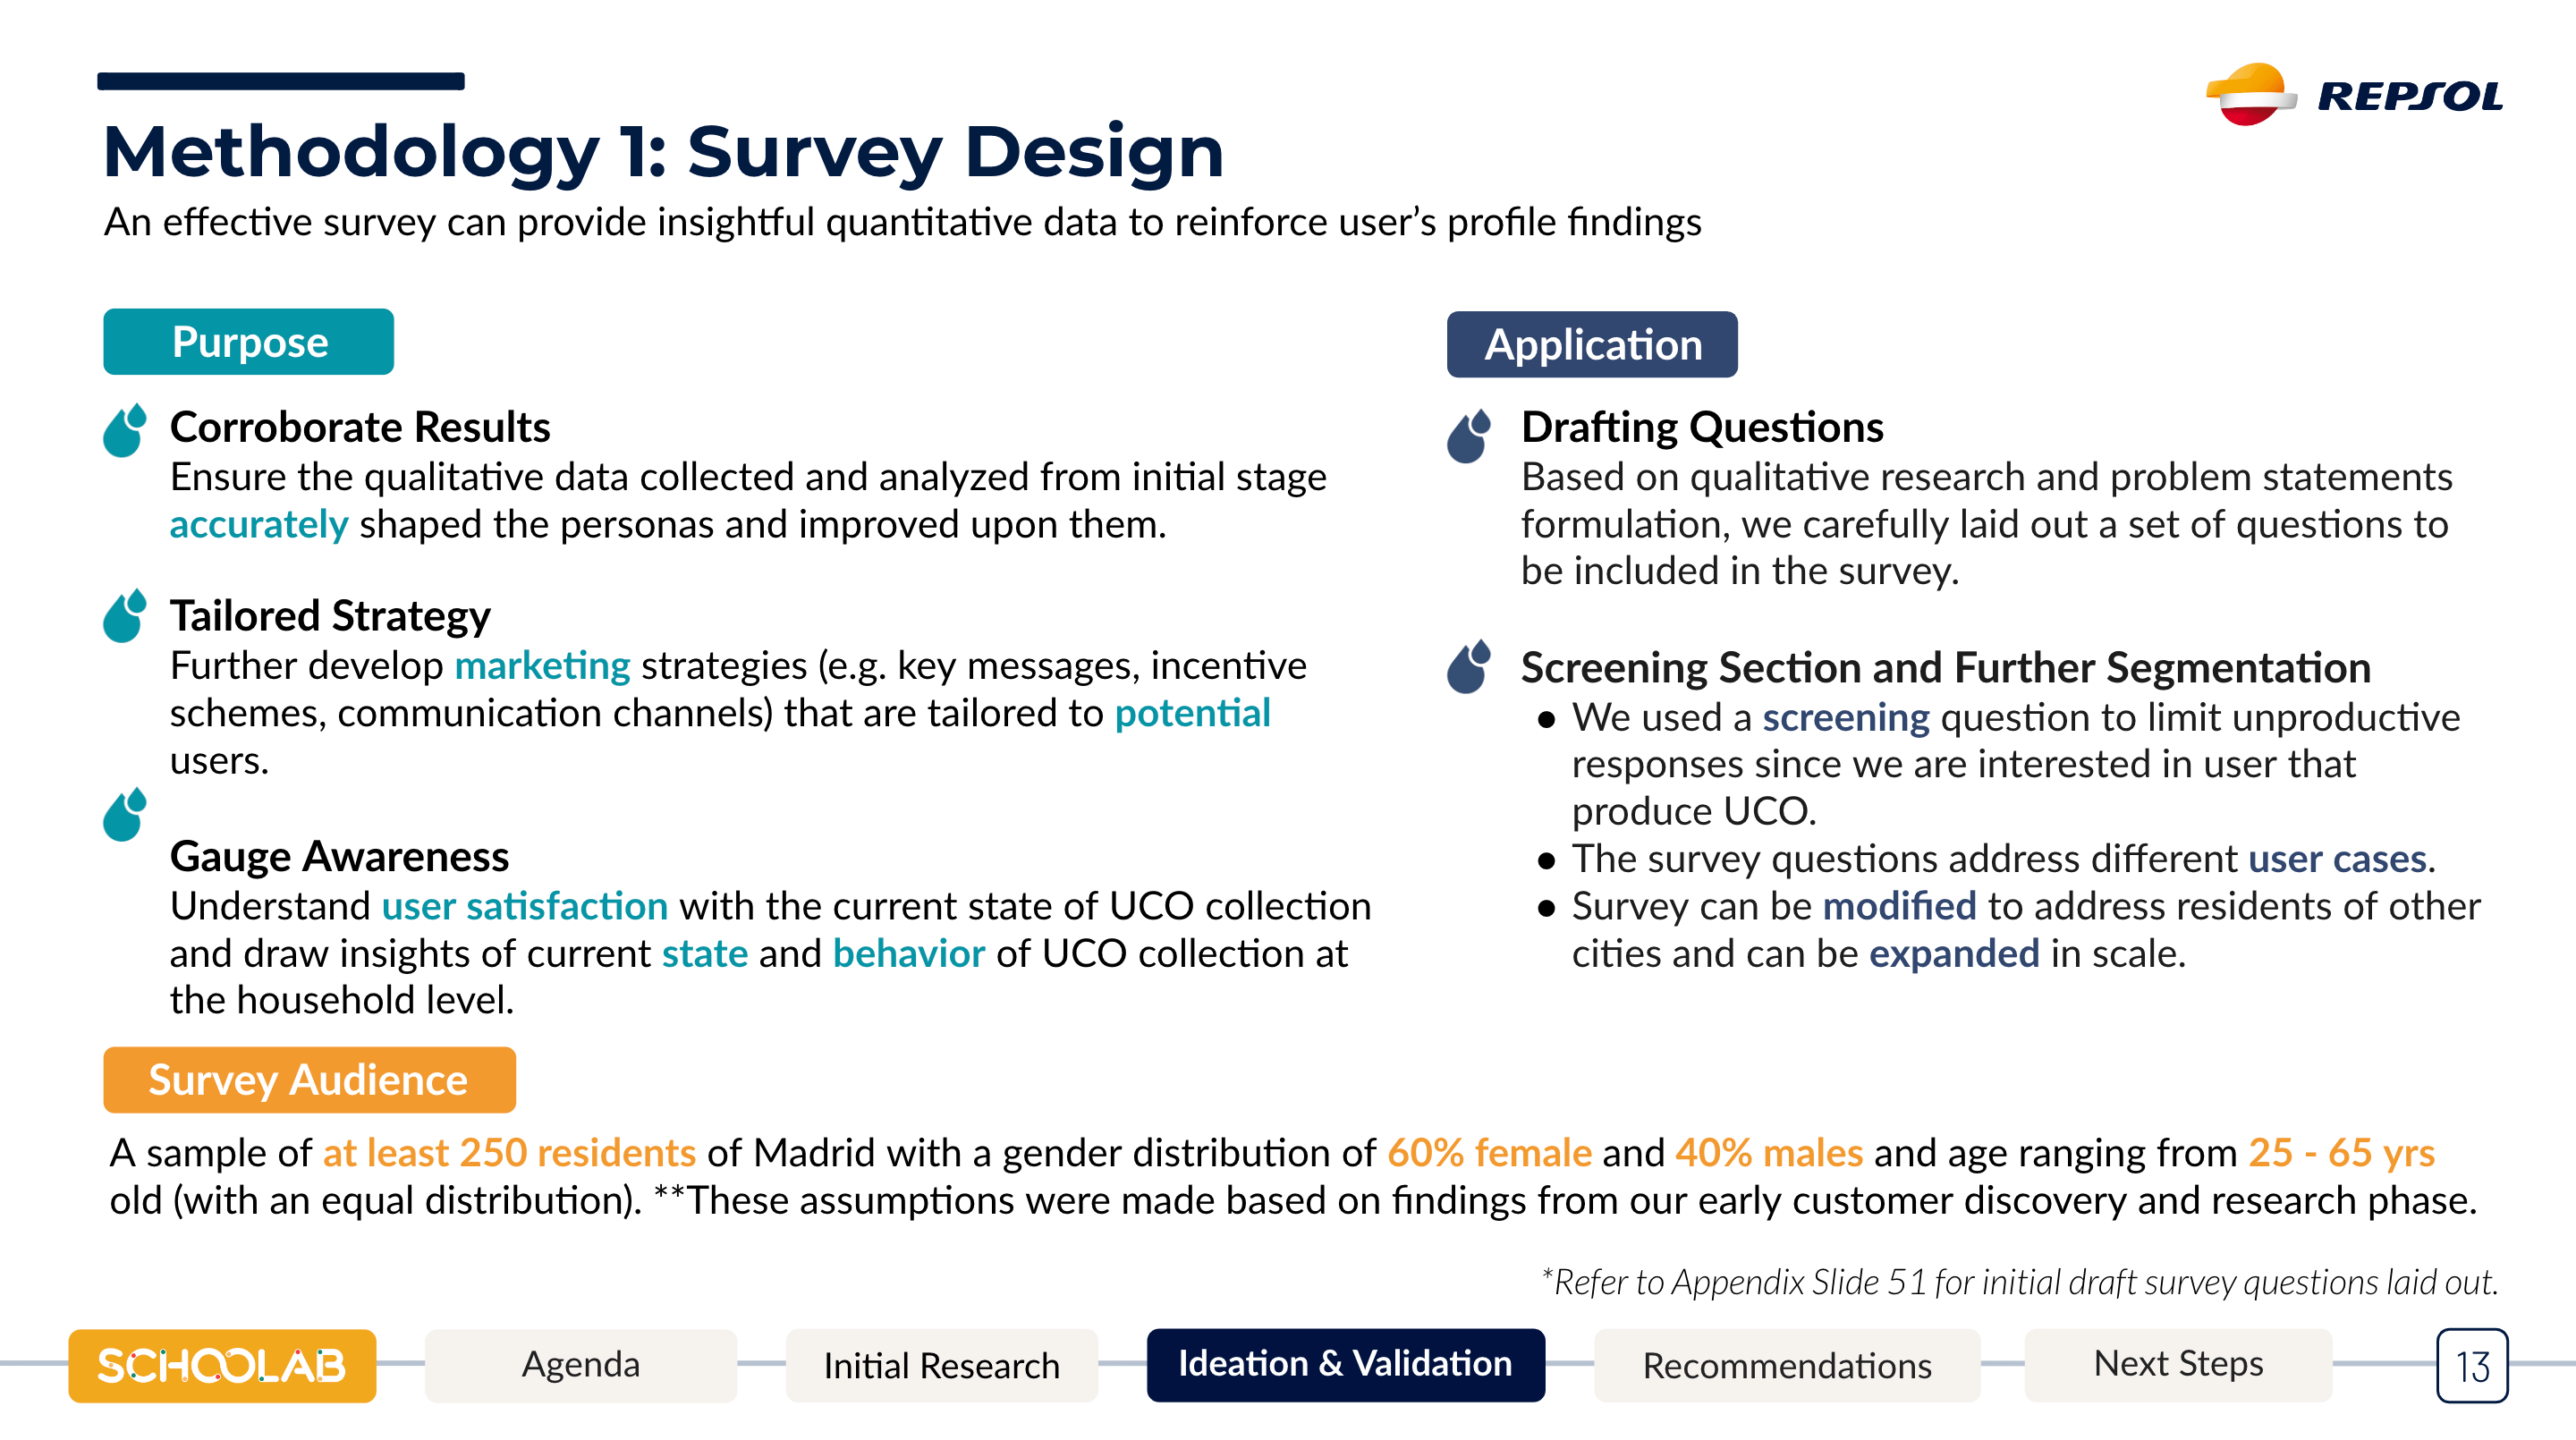 REPSOL
Methodology 1: Survey Design
An effective survey can provide insightful quantitative data to reinforce user’s profile findings
Purpose
Corroborate Results
Ensure the qualitative data collected and analyzed from initial stage
accurately shaped the personas and improved upon them.
Tailored Strategy
Further develop marketing strategies (e.g. key messages, incentive
schemes, communication channels) that are tailored to potential
users.
Gauge Awareness
Understand user satisfaction with the current state of UCO collection
and draw insights of current state and behavior of UCO collection at
the household level.
Application
Drafting Questions
Based on qualitative research and problem statements
formulation, we carefully laid out a set of questions to
be included in the survey.
Screening Section and Further Segmentation
● We used a screening question to limit unproductive
responses since we are interested in user that
produce UCO.
● The survey questions address different user cases.
● Survey can be modified to address residents of other
cities and can be expanded in scale.
Survey Audience
A sample of at least 250 residents of Madrid with a gender distribution of 60% female and 40% males and age ranging from 25 - 65 yrs
old (with an equal distribution). **These assumptions were made based on findings from our early customer discovery and research phase.
*Refer to Appendix Slide 51 for initial draft survey questions laid out.
SCHOOLAB
Agenda
Initial Research
Ideation & Validation
Recommendations
Next Steps
13